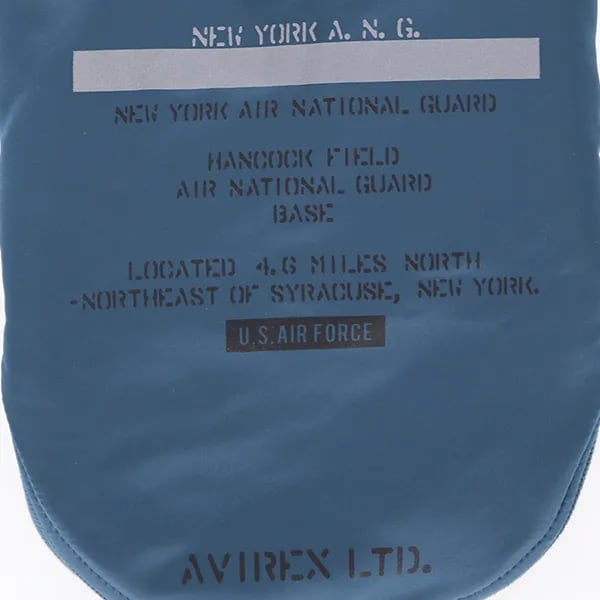 NEW YORK A. N. G.
NEW YORK AIR NATIONAL GUARD
HANCOCK FIELD
AIR NATIONAL GUARD
BASE
LOCATED 4.6 MILES NORTH
-NORTHEAST OF SYRACUSE, NEW YORK.
U.S.AIR FORCE
AVIREX LTD.